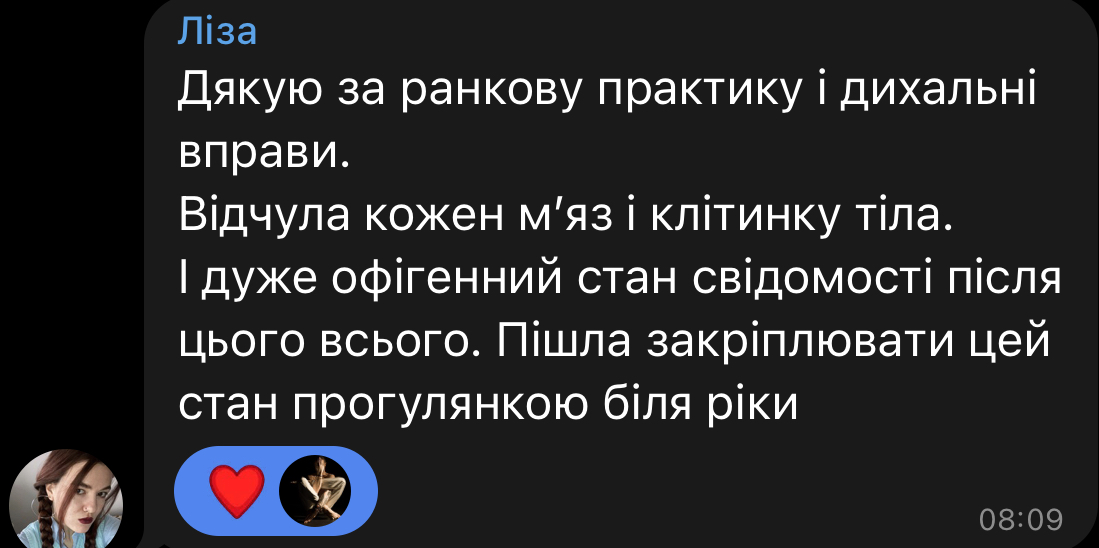 Ліза
Дякую за ранкову практику і дихальні
вправи.
Відчула кожен м’яз і клітинку тіла.
І дуже офігенний стан свідомості після
цього всього. Пішла закріплювати цей
стан прогулянкою біля ріки
08:09